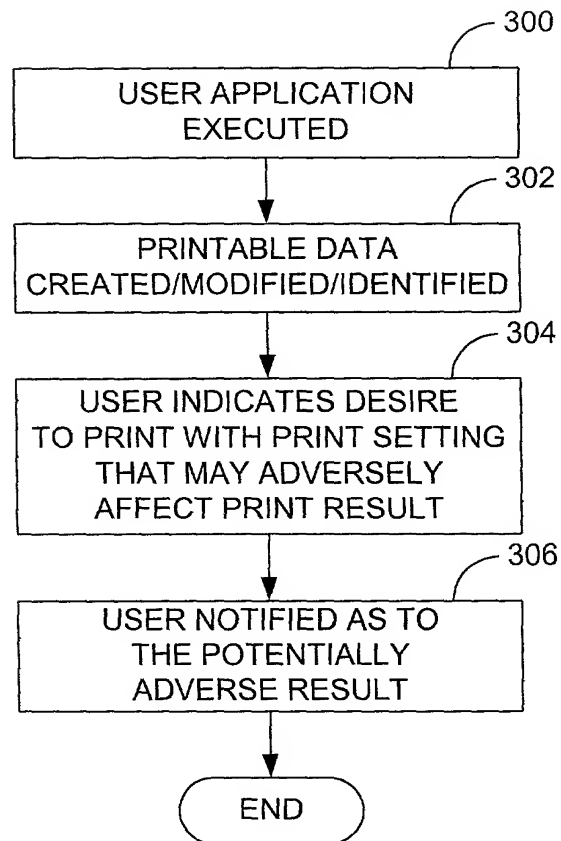 300
USER APPLICATION
EXECUTED
302
PRINTABLE DATA
CREATED/MODIFIED/IDENTIFIED
304
USER INDICATES DESIRE
TO PRINT WITH PRINT SETTING
THAT MAY ADVERSELY
AFFECT PRINT RESULT
306
USER NOTIFIED AS TO
THE POTENTIALLY
ADVERSE RESULT
END